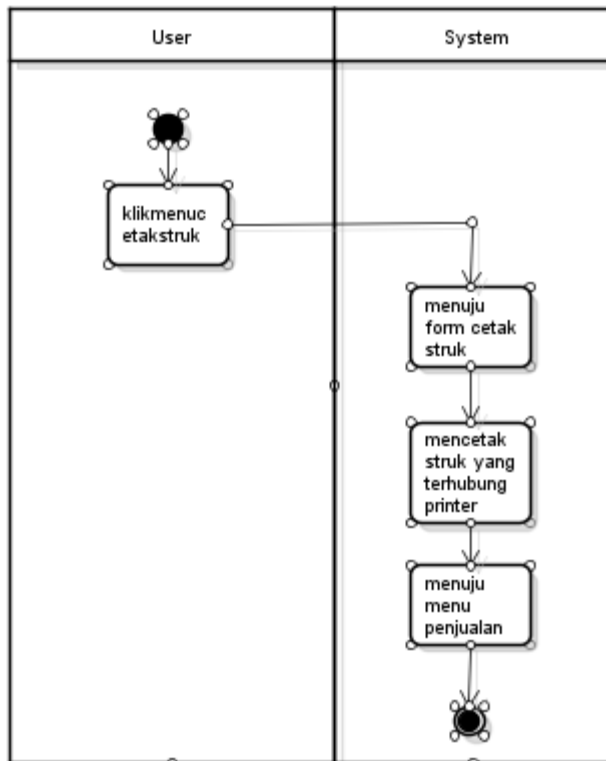 User
System
klikmenuc
etakstruk
menuju
form cetak
struk
mencetak
struk yang
terhubung
printer
menuju
menu
penjualan